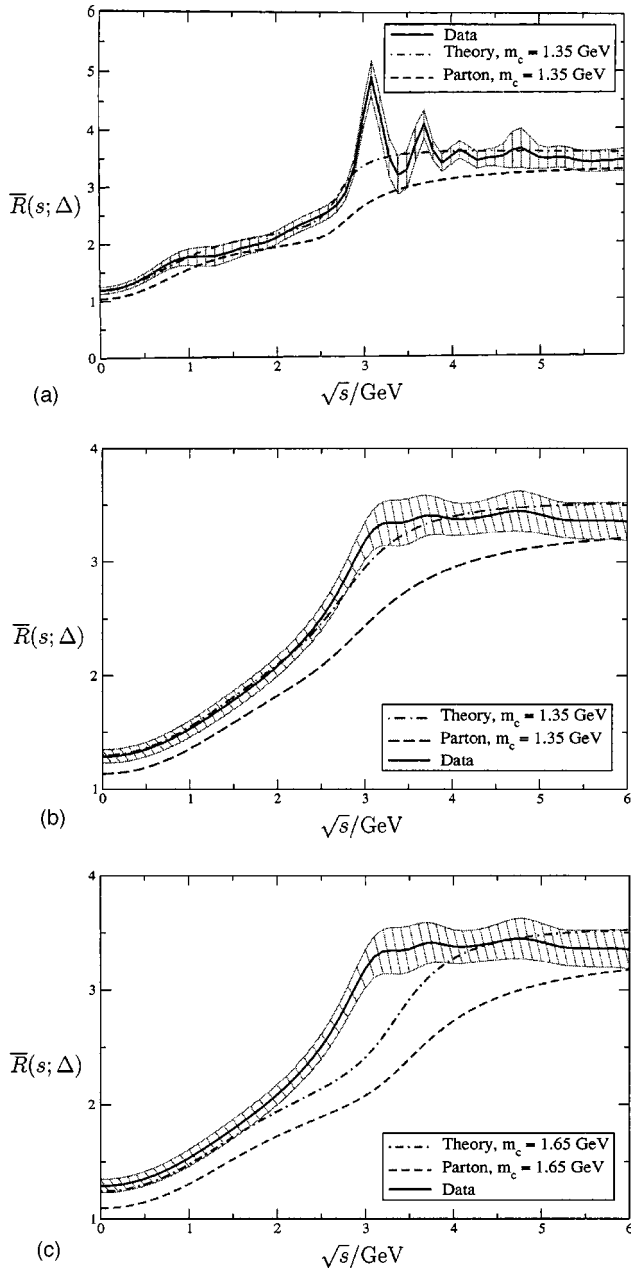 6
5
4
3
2
1
0
R̅(s; Δ)
Data
Theory, m_c = 1.35 GeV
Parton, m_c = 1.35 GeV
0 1 2 3 4 5
√s/GeV
(a)
4
3
2
1
R̅(s; Δ)
Theory, m_c = 1.35 GeV
Parton, m_c = 1.35 GeV
Data
0 1 2 3 4 5 6
√s/GeV
(b)
4
3
2
1
R̅(s; Δ)
Theory, m_c = 1.65 GeV
Parton, m_c = 1.65 GeV
Data
0 1 2 3 4 5 6
√s/GeV
(c)